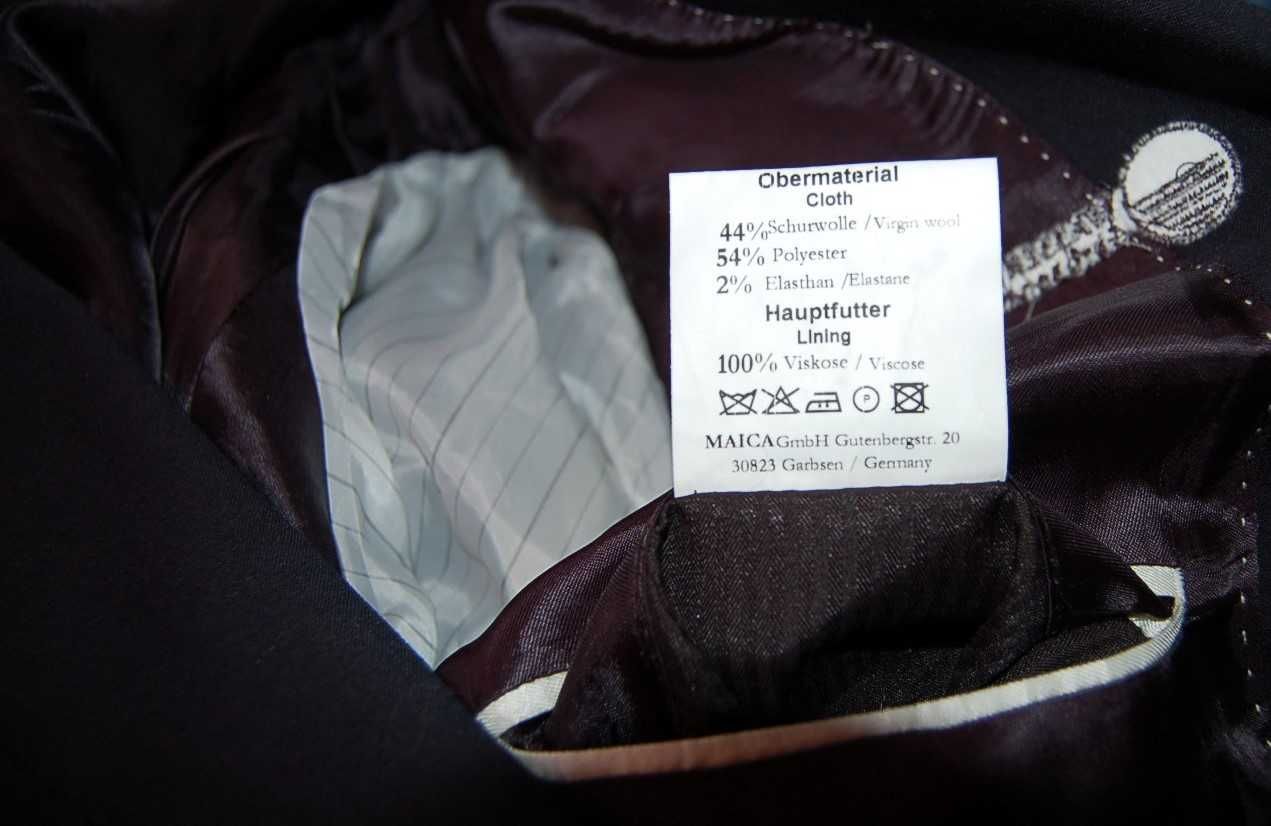 Obermaterial
Cloth
44% Schurwolle / Virgin wool
54% Polyester
2% Elasthan / Elastane
Hauptfutter
Lining
100% Viskose / Viscose
P
MAICA GmbH Gutenbergstr. 20
30823 Garbsen / Germany